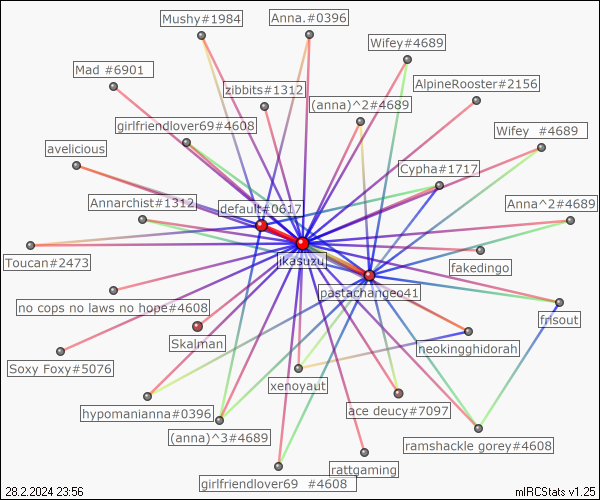 Mushy#1984
Anna.#0396
Wifey#4689
Mad #6901
zibbits#1312
AlpineRooster#2156
(anna)^2#4689
girlfriendlover69#4608
Wifey #4689
avelicious
Cypha#1717
Annarchist#1312
default#0617
Anna^2#4689
Toucan#2473
ikasuzu
fakedingo
pastachangeo41
no cops no laws no hope#4608
frisout
Skalman
neokingghidorah
Soxy Foxy#5076
xenoyaut
hypomanianna#0396
ace deucy#7097
(anna)^3#4689
ramshackle gorey#4608
rattgaming
girlfriendlover69 #4608
28.2.2024 23:56
mIRCStats v1.25